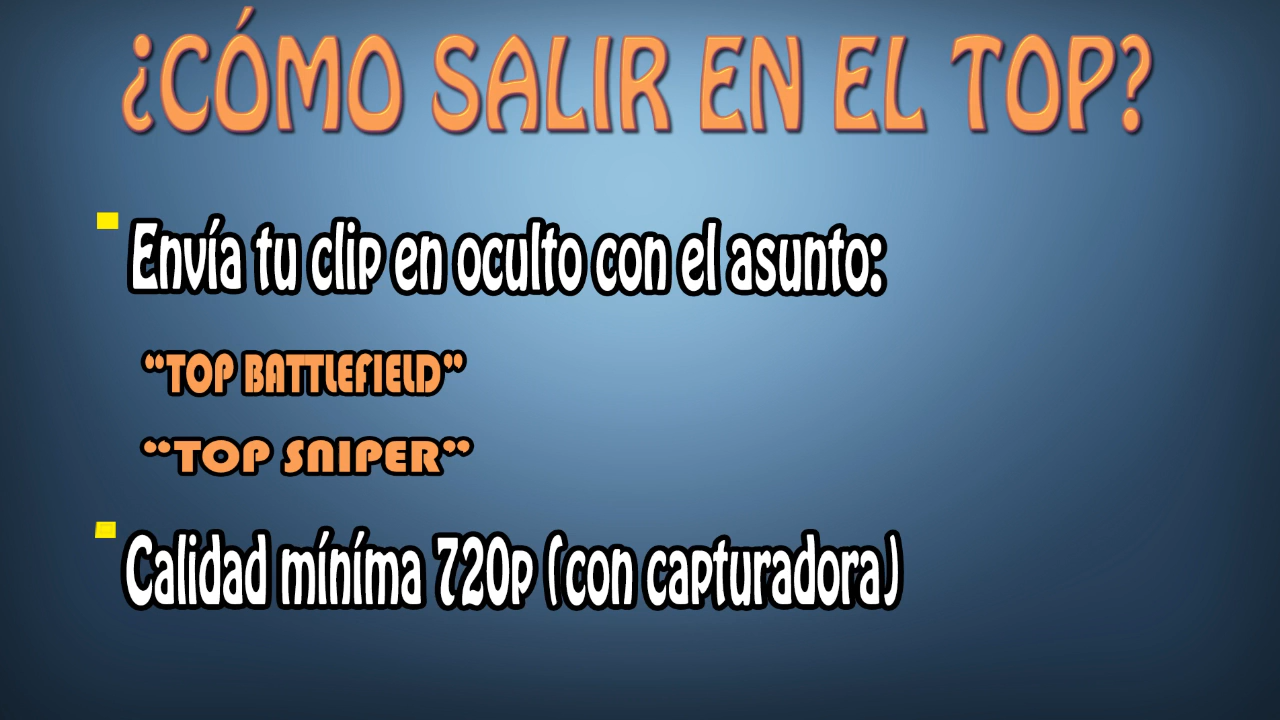 ¿CÓMO SALIR EN EL TOP?
Envía tu clip en oculto con el asunto:
“TOP BATTLEFIELD”
“TOP SNIPER”
Calidad míníma 720p (con capturadora)